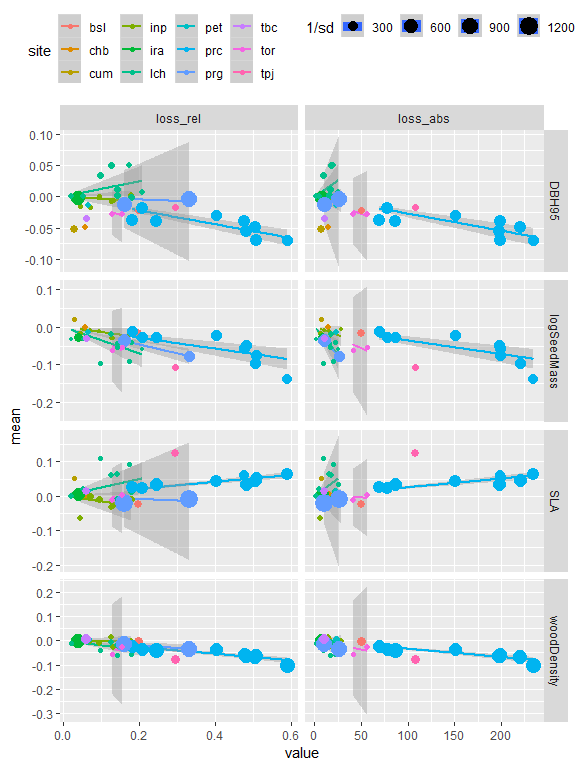 site
bsl inp pet tbc
chb ira prc tor
cum lch prg tpj
1/sd 300 600 900 1200
loss_rel loss_abs
mean
0.10
0.05
0.00
-0.05
-0.10
DBH95
0.1
0.0
-0.1
-0.2
logSeedMass
0.1
0.0
-0.1
-0.2
SLA
0.2
0.1
0.0
-0.1
-0.2
-0.3
woodDensity
0.0 0.2 0.4 0.6 0 50 100 150 200
value